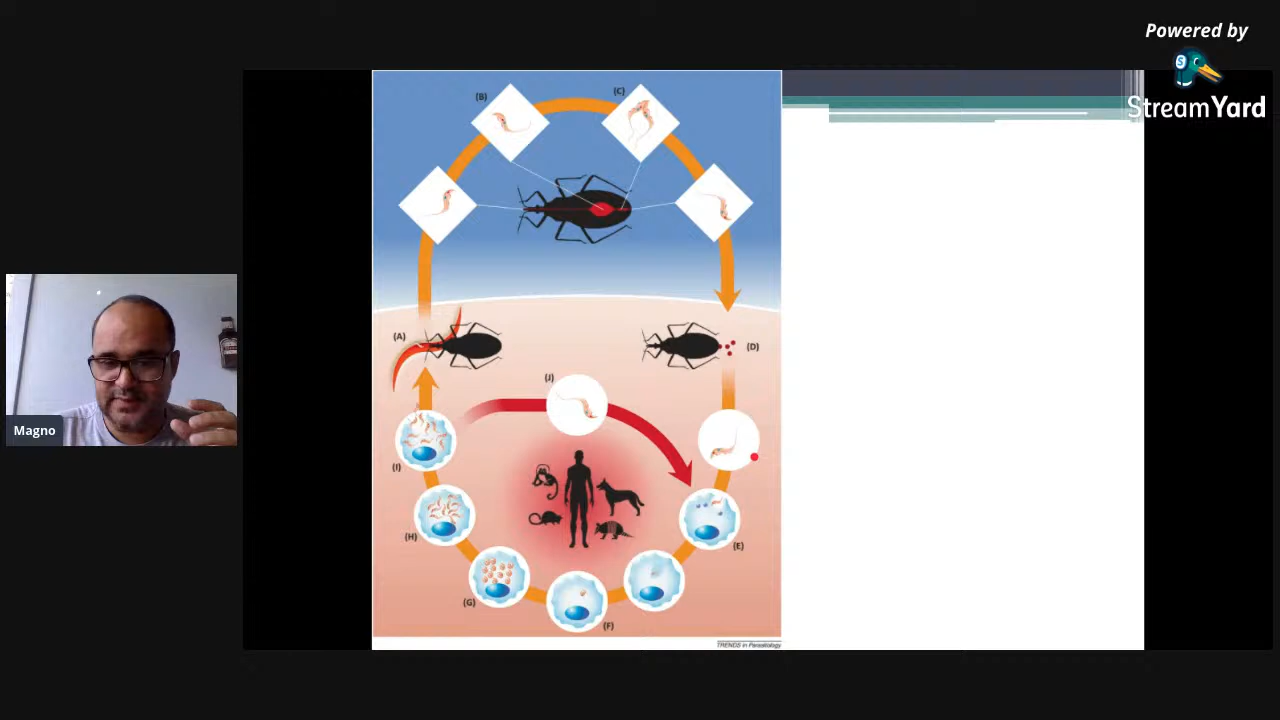 Powered by
StreamYard
(B)
(C)
(A)
(D)
(J)
(I)
(H)
(E)
(G)
(F)
Magno
TRENDS in Parasitology